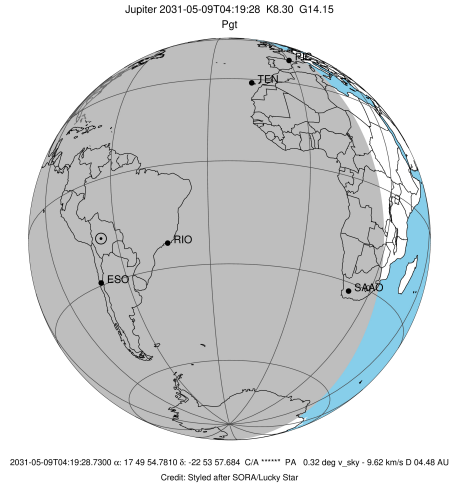 Jupiter 2031-05-09T04:19:28 K8.30 G14.15
Pgt
PIC
TEN
RIO
ESO
SAAO
2031-05-09T04:19:28.7300 α: 17 49 54.7810 δ: -22 53 57.684 C/A ****** PA 0.32 deg v_sky - 9.62 km/s D 04.48 AU
Credit: Styled after SORA/Lucky Star